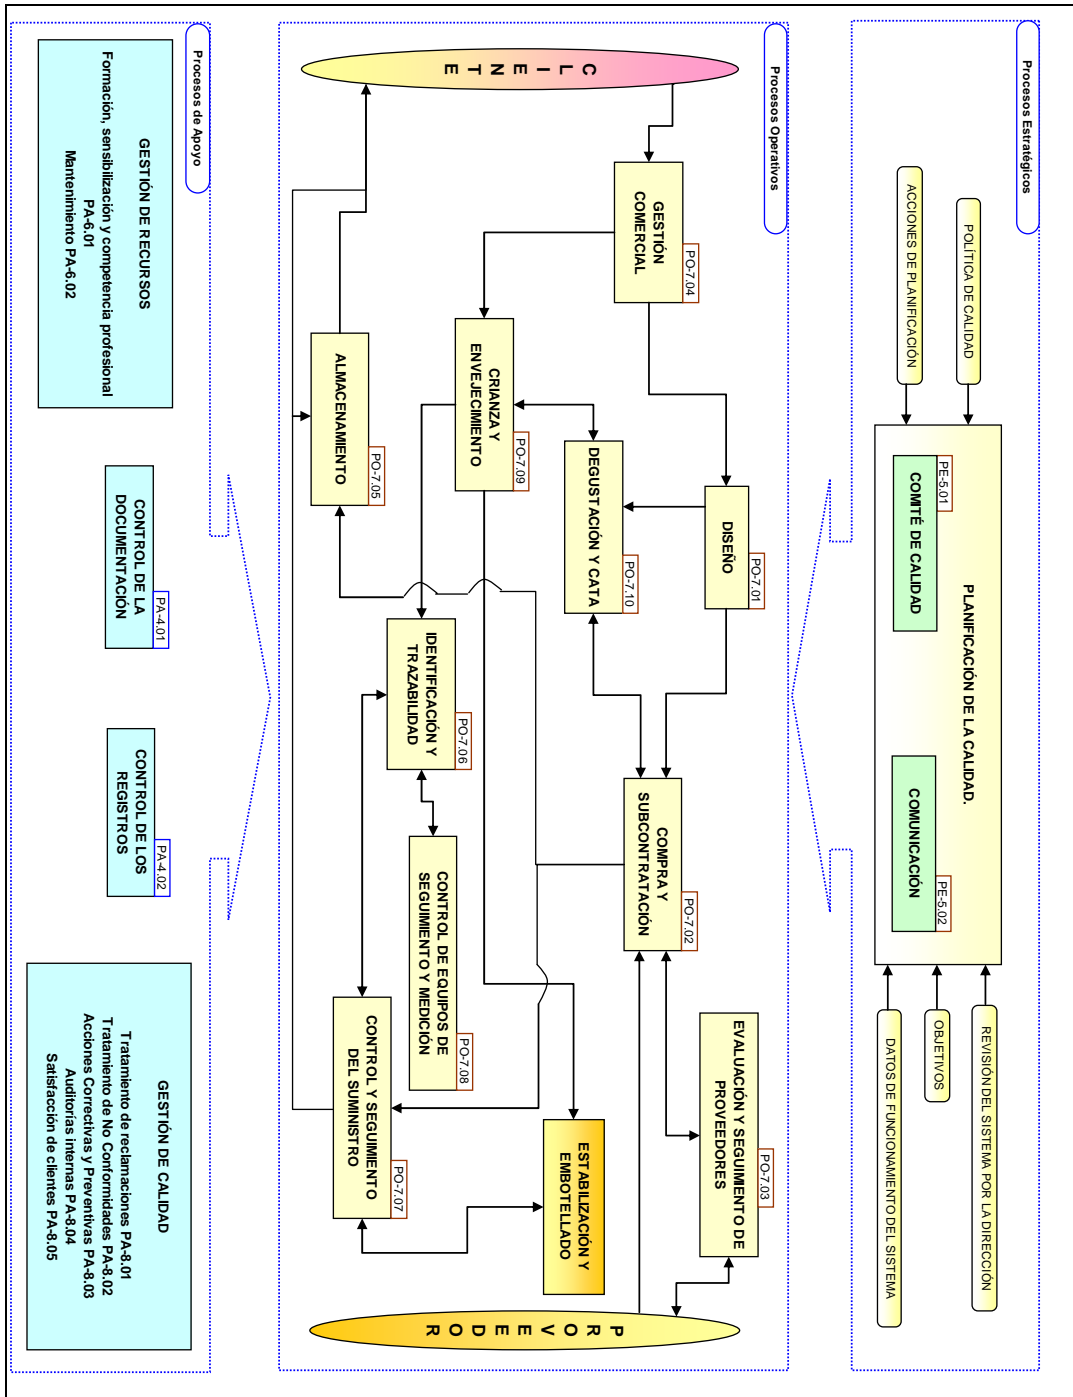 Procesos Estratégicos
POLÍTICA DE CALIDAD
ACCIONES DE PLANIFICACIÓN
PLANIFICACIÓN DE LA CALIDAD.
PE-5.01
COMITÉ DE CALIDAD
PE-5.02
COMUNICACIÓN
REVISIÓN DEL SISTEMA POR LA DIRECCIÓN
OBJETIVOS
DATOS DE FUNCIONAMIENTO DEL SISTEMA
Procesos Operativos
CLIENTE
PO-7.04
GESTIÓN
COMERCIAL
PO-7.01
DISEÑO
PO-7.03
EVALUACIÓN Y SEGUIMIENTO DE
PROVEEDORES
PO-7.02
COMPRA Y
SUBCONTRATACIÓN
PO-7.10
DEGUSTACIÓN Y CATA
PO-7.09
CRIANZA Y
ENVEJECIMIENTO
ESTABILIZACIÓN Y
EMBOTELLADO
PO-7.06
IDENTIFICACIÓN Y
TRAZABILIDAD
PO-7.08
CONTROL DE EQUIPOS DE
SEGUIMIENTO Y MEDICIÓN
PO-7.05
ALMACENAMIENTO
PO-7.07
CONTROL Y SEGUIMIENTO
DEL SUMINISTRO
PROVEEDOR
Procesos de Apoyo
GESTIÓN DE RECURSOS
Formación, sensibilización y competencia profesional
PA-6.01
Mantenimiento PA-6.02
PA-4.01
CONTROL DE LA
DOCUMENTACIÓN
PA-4.02
CONTROL DE LOS
REGISTROS
GESTIÓN DE CALIDAD
Tratamiento de reclamaciones PA-8.01
Tratamiento de No Conformidades PA-8.02
Acciones Correctivas y Preventivas PA-8.03
Auditorías internas PA-8.04
Satisfacción de clientes PA-8.05